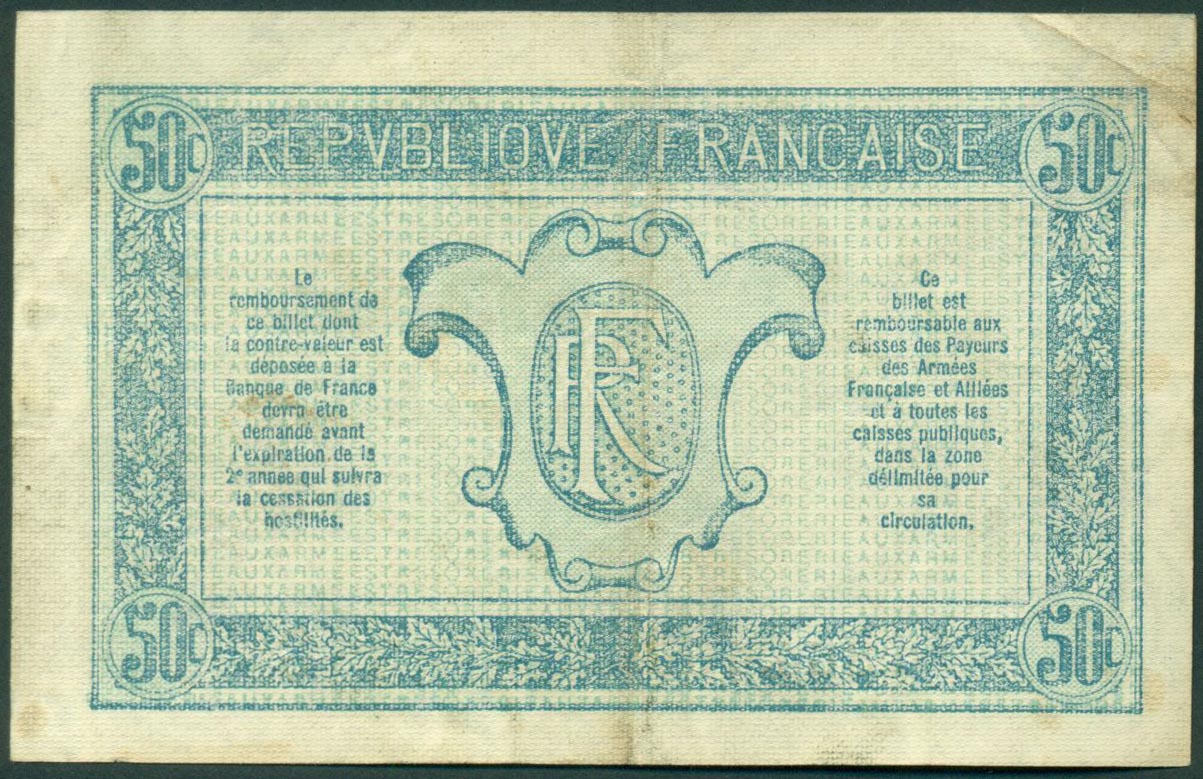 50c REPVBLIQVE FRANÇAISE 50c
Le
remboursement de
ce billet dont
la contre-valeur est
déposée à la
Banque de France
devra être
demandé avant
l'expiration de la
2e année qui suivra
la cessation des
hostilités.
RF
Ce
billet est
remboursable aux
caisses des Payeurs
des Armées
Française et Alliées
et à toutes les
caisses publiques,
dans la zone
délimitée pour
sa
circulation.
50c
50c